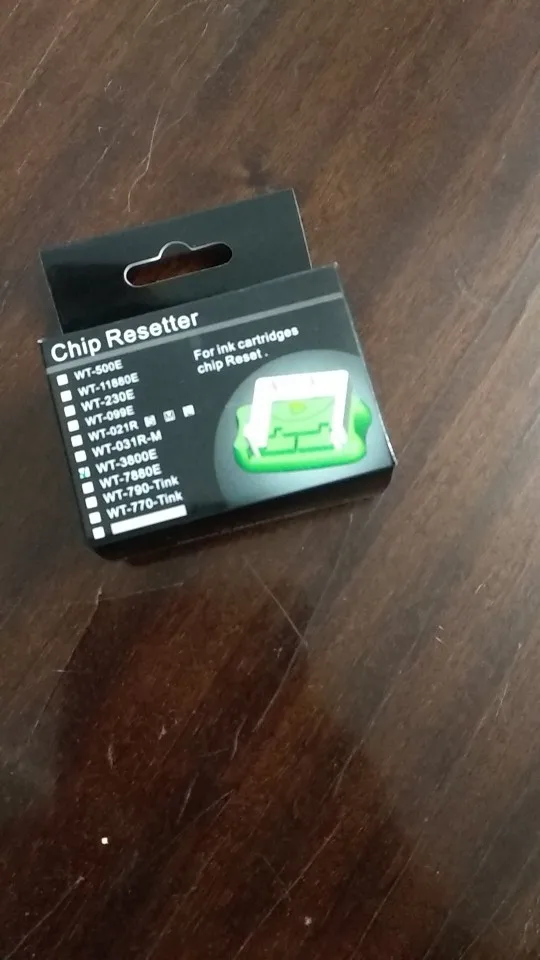 Chip Resetter
For ink cartridges
chip Reset .
WT-500E
WT-11880E
WT-230E
WT-099E
WT-021R
WT-031R-M
WT-3800E
WT-7880E
WT-790-Tink
WT-770-Tink